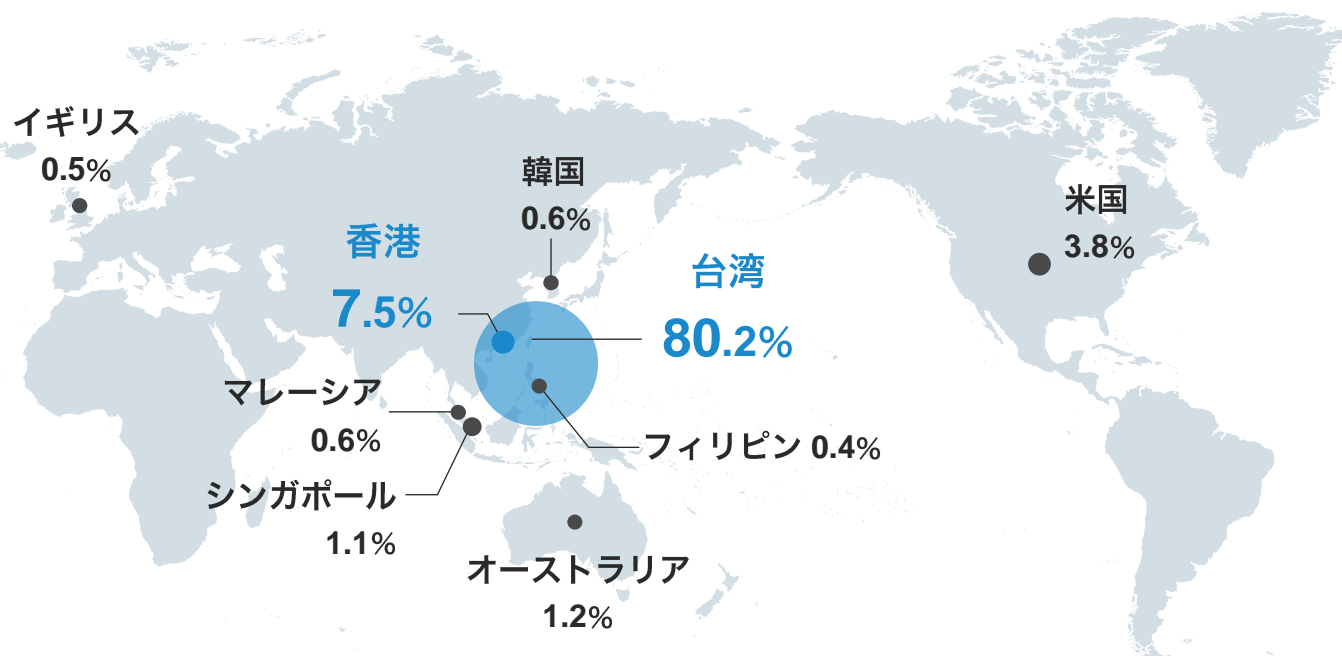 イギリス
0.5%
韓国
0.6%
米国
3.8%
香港
7.5%
台湾
80.2%
マレーシア
0.6%
フィリピン 0.4%
シンガポール
1.1%
オーストラリア
1.2%